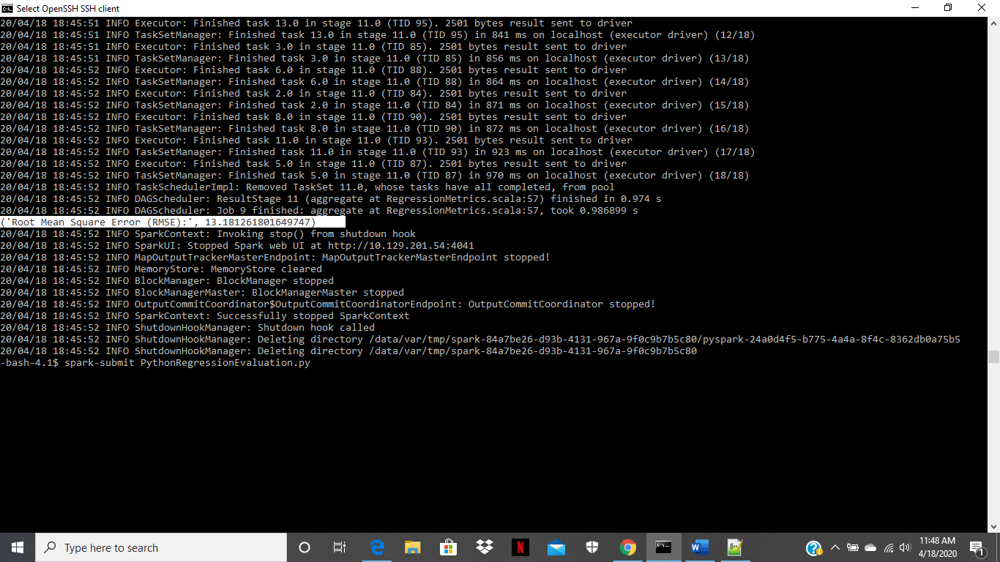 Select OpenSSH SSH client
20/04/18 18:45:51 INFO Executor: Finished task 13.0 in stage 11.0 (TID 95). 2501 bytes result sent to driver
20/04/18 18:45:51 INFO TaskSetManager: Finished task 13.0 in stage 11.0 (TID 95) in 841 ms on localhost (executor driver) (12/18)
20/04/18 18:45:51 INFO Executor: Finished task 3.0 in stage 11.0 (TID 85). 2501 bytes result sent to driver
20/04/18 18:45:51 INFO TaskSetManager: Finished task 3.0 in stage 11.0 (TID 85) in 856 ms on localhost (executor driver) (13/18)
20/04/18 18:45:52 INFO Executor: Finished task 6.0 in stage 11.0 (TID 88). 2501 bytes result sent to driver
20/04/18 18:45:52 INFO TaskSetManager: Finished task 6.0 in stage 11.0 (TID 88) in 864 ms on localhost (executor driver) (14/18)
20/04/18 18:45:52 INFO Executor: Finished task 2.0 in stage 11.0 (TID 84). 2501 bytes result sent to driver
20/04/18 18:45:52 INFO TaskSetManager: Finished task 2.0 in stage 11.0 (TID 84) in 871 ms on localhost (executor driver) (15/18)
20/04/18 18:45:52 INFO Executor: Finished task 8.0 in stage 11.0 (TID 90). 2501 bytes result sent to driver
20/04/18 18:45:52 INFO TaskSetManager: Finished task 8.0 in stage 11.0 (TID 90) in 872 ms on localhost (executor driver) (16/18)
20/04/18 18:45:52 INFO Executor: Finished task 11.0 in stage 11.0 (TID 93). 2501 bytes result sent to driver
20/04/18 18:45:52 INFO TaskSetManager: Finished task 11.0 in stage 11.0 (TID 93) in 923 ms on localhost (executor driver) (17/18)
20/04/18 18:45:52 INFO Executor: Finished task 5.0 in stage 11.0 (TID 87). 2501 bytes result sent to driver
20/04/18 18:45:52 INFO TaskSetManager: Finished task 5.0 in stage 11.0 (TID 87) in 970 ms on localhost (executor driver) (18/18)
20/04/18 18:45:52 INFO TaskSchedulerImpl: Removed TaskSet 11.0, whose tasks have all completed, from pool
20/04/18 18:45:52 INFO DAGScheduler: ResultStage 11 (aggregate at RegressionMetrics.scala:57) finished in 0.974 s
20/04/18 18:45:52 INFO DAGScheduler: Job 9 finished: aggregate at RegressionMetrics.scala:57, took 0.986899 s
('Root Mean Square Error (RMSE):', 13.181261801649747)
20/04/18 18:45:52 INFO SparkContext: Invoking stop() from shutdown hook
20/04/18 18:45:52 INFO SparkUI: Stopped Spark web UI at http://10.129.201.54:4041
20/04/18 18:45:52 INFO MapOutputTrackerMasterEndpoint: MapOutputTrackerMasterEndpoint stopped!
20/04/18 18:45:52 INFO MemoryStore: MemoryStore cleared
20/04/18 18:45:52 INFO BlockManager: BlockManager stopped
20/04/18 18:45:52 INFO BlockManagerMaster: BlockManagerMaster stopped
20/04/18 18:45:52 INFO OutputCommitCoordinator$OutputCommitCoordinatorEndpoint: OutputCommitCoordinator stopped!
20/04/18 18:45:52 INFO SparkContext: Successfully stopped SparkContext
20/04/18 18:45:52 INFO ShutdownHookManager: Shutdown hook called
20/04/18 18:45:52 INFO ShutdownHookManager: Deleting directory /data/var/tmp/spark-84a7be26-d93b-4131-967a-9f0c9b7b5c80/pyspark-24a0d4f5-b775-4a4a-8f4c-8362db0a75b5
20/04/18 18:45:52 INFO ShutdownHookManager: Deleting directory /data/var/tmp/spark-84a7be26-d93b-4131-967a-9f0c9b7b5c80
-bash-4.1$ spark-submit PythonRegressionEvaluation.py
Type here to search
11:48 AM
4/18/2020
1